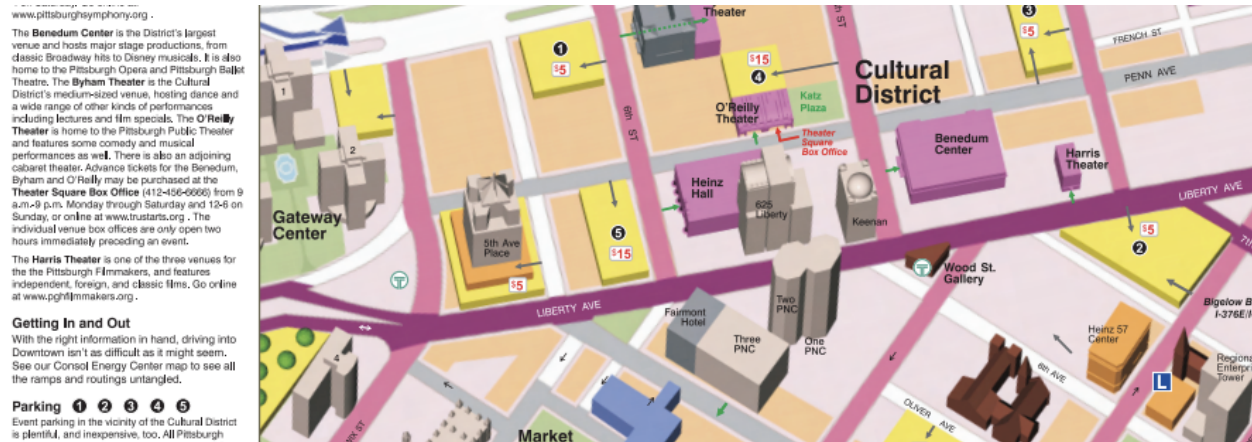 www.pittsburghsymphony.org .
The Benedum Center is the District's largest
venue and hosts major stage productions, from
classic Broadway hits to Disney musicals. It is also
home to the Pittsburgh Opera and Pittsburgh Ballet
Theatre. The Byham Theater is the Cultural
District's medium-sized venue, hosting dance and
a wide range of other kinds of performances
including lectures and film specials. The O'Reilly
Theater is home to the Pittsburgh Public Theater
and features some comedy and musical
performances as well. There is also an adjoining
cabaret theater. Advance tickets for the Benedum,
Byham and O'Reilly may be purchased at the
Theater Square Box Office (412-456-6666) from 9
a.m.-9 p.m. Monday through Saturday and 12-6 on
Sunday, or online at www.trustarts.org . The
individual venue box offices are only open two
hours immediately preceding an event.
The Harris Theater is one of the three venues for
the the Pittsburgh Filmmakers, and features
independent, foreign, and classic films. Go online
at www.pghfilmmakers.org .
Getting In and Out
With the right information in hand, driving into
Downtown isn't as difficult as it might seem.
See our Consol Energy Center map to see all
the ramps and routings untangled.
Parking 1 2 3 4 5
Event parking in the vicinity of the Cultural District
is plentiful, and inexpensive, too. All Pittsburgh
Theater
1
$5
6th ST
$15
4
3
$5
FRENCH ST
PENN AVE
Cultural
District
Katz
Plaza
O'Reilly
Theater
Theater
Square
Box Office
Benedum
Center
Harris
Theater
LIBERTY AVE
1
2
Gateway
Center
Heinz
Hall
625
Liberty
Keenan
5th Ave
Place
$5
5
$15
$5
2
T
T
Wood St.
Gallery
LIBERTY AVE
Two
PNC
One
PNC
Fairmont
Hotel
Three
PNC
4
Heinz 57
Center
6th AVE
OLIVER
AVE
L
Tower
Market